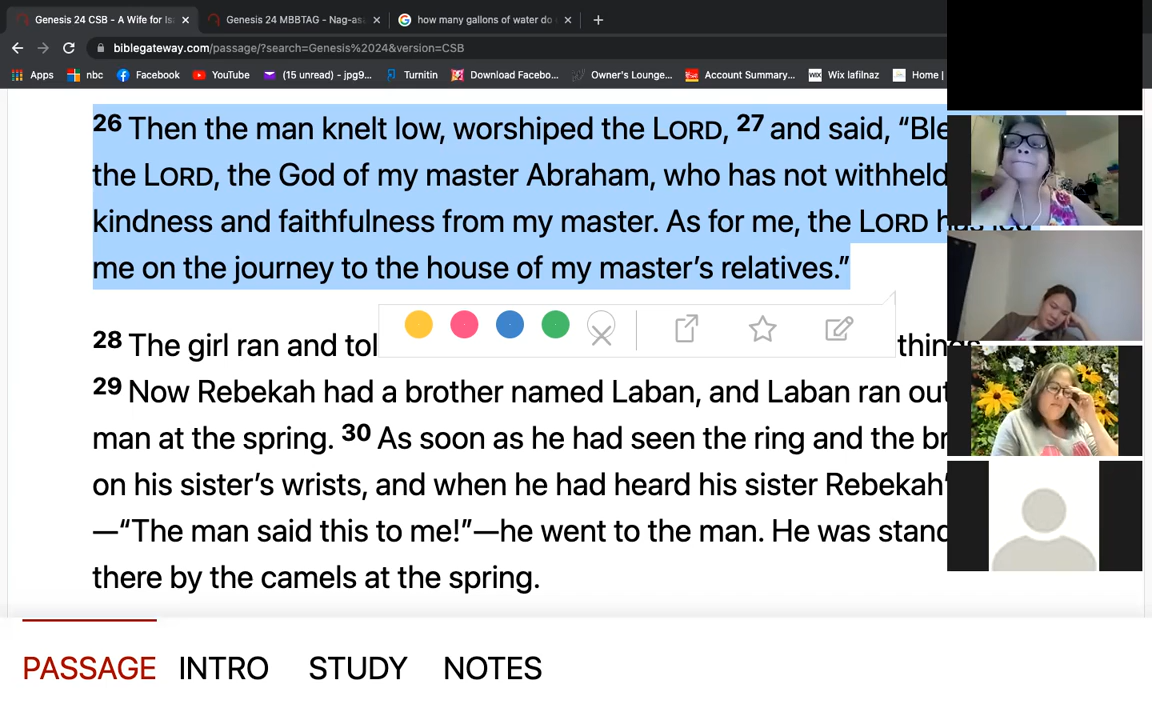 Genesis 24 CSB - A Wife for Is
Genesis 24 MBBTAG - Nag-as
how many gallons of water do
biblegateway.com/passage/?search=Genesis%2024&version=CSB
Apps nbc Facebook YouTube (15 unread) - jpg9... Turnitin Download Facebo... Owner's Lounge... Account Summary... WIX Wix lafilnaz Home |
26 Then the man knelt low, worshiped the LORD, 27 and said, “Ble
the LORD, the God of my master Abraham, who has not withheld
kindness and faithfulness from my master. As for me, the LORD has led
me on the journey to the house of my master’s relatives.”
28 The girl ran and tol things
29 Now Rebekah had a brother named Laban, and Laban ran out
man at the spring. 30 As soon as he had seen the ring and the br
on his sister’s wrists, and when he had heard his sister Rebekah’
—“The man said this to me!”—he went to the man. He was stand
there by the camels at the spring.
PASSAGE INTRO STUDY NOTES